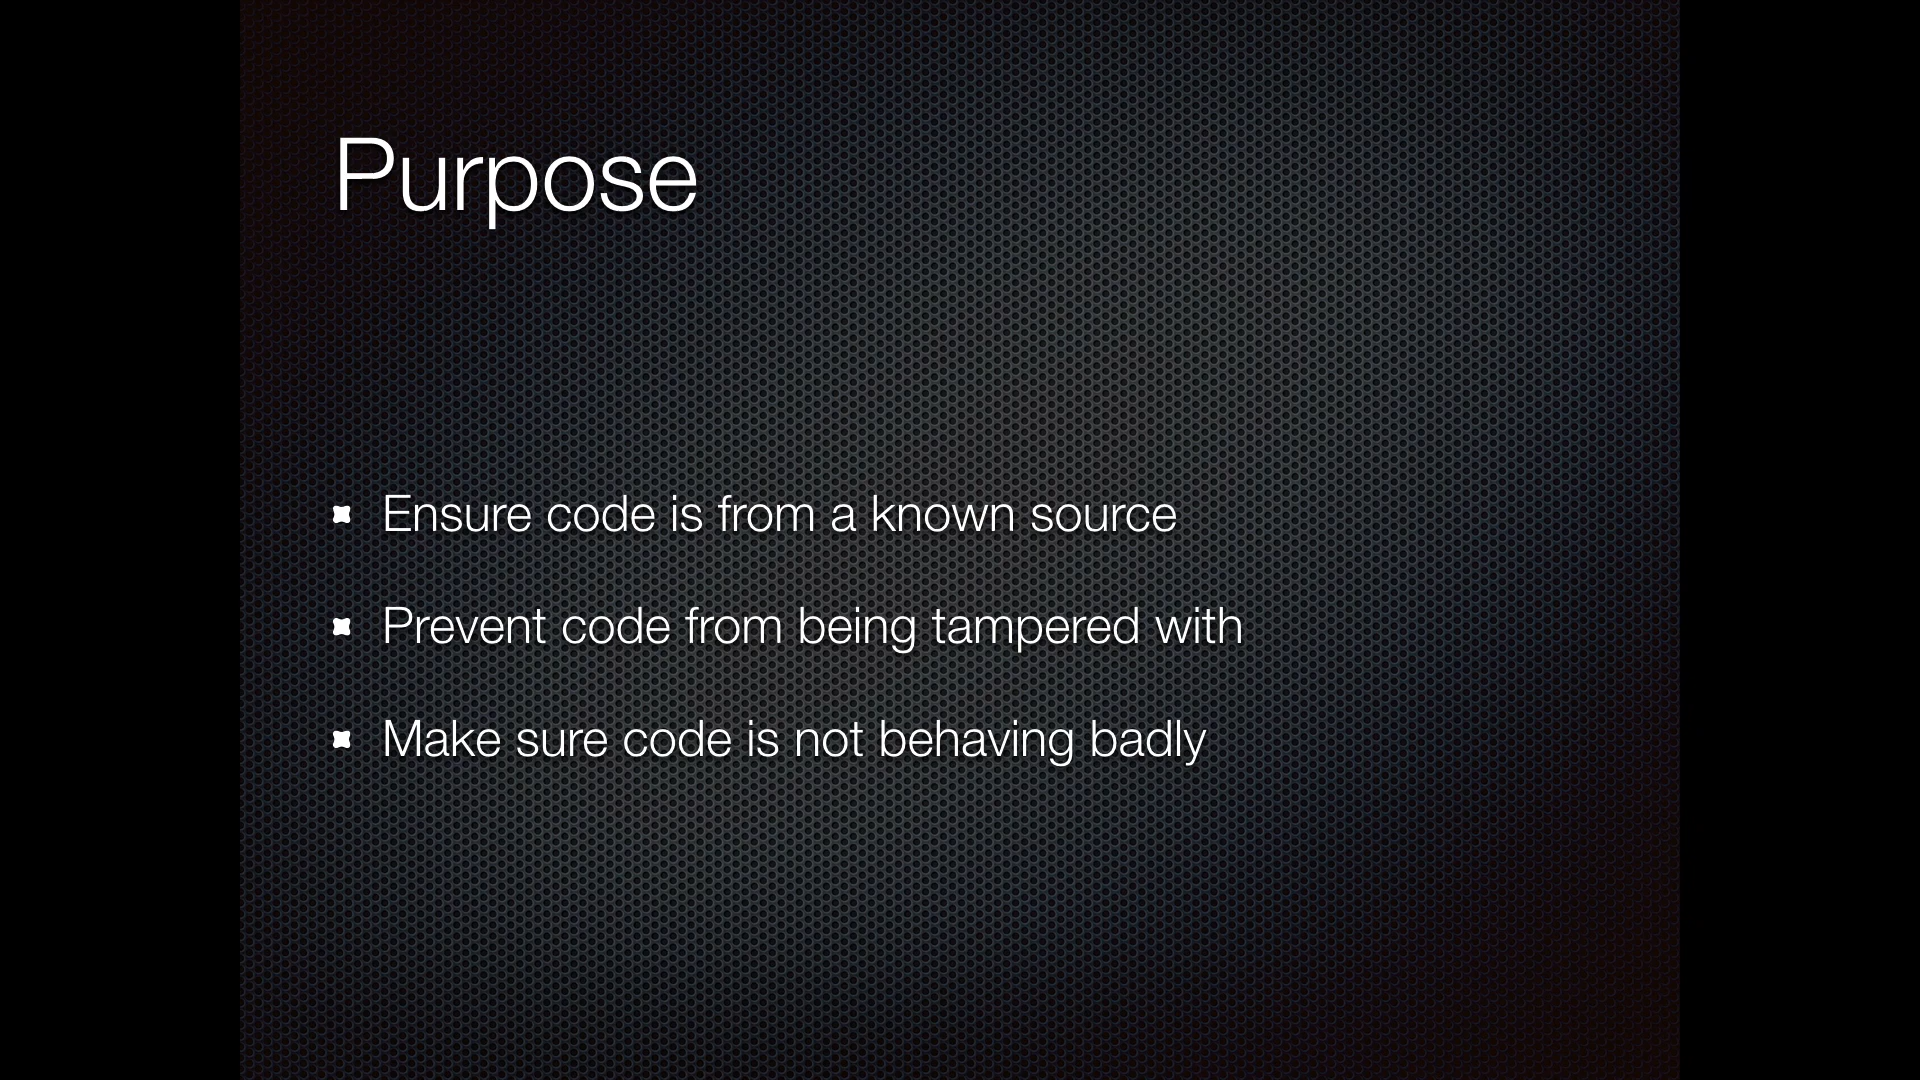 Purpose
Ensure code is from a known source
Prevent code from being tampered with
Make sure code is not behaving badly